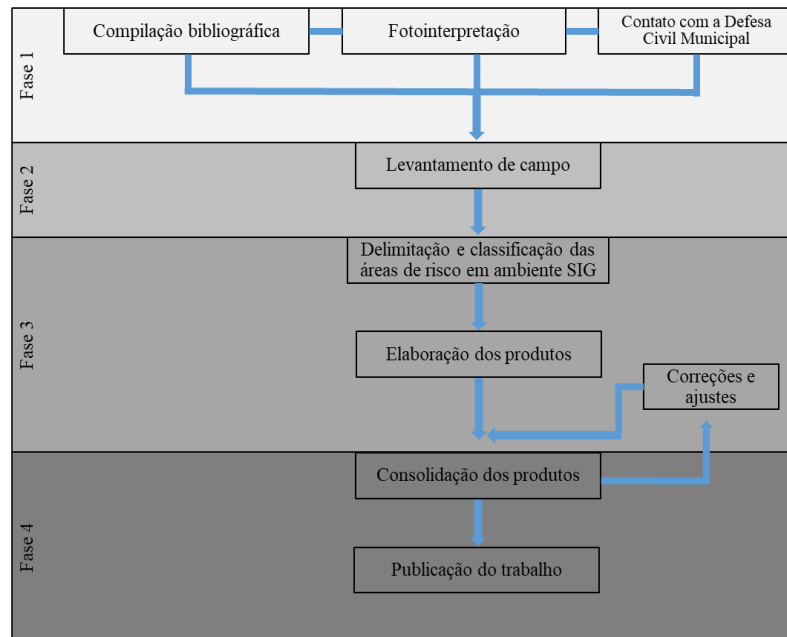 Fase 1
Compilação bibliográfica
Fotointerpretação
Contato com a Defesa
Civil Municipal
Fase 2
Levantamento de campo
Fase 3
Delimitação e classificação das
áreas de risco em ambiente SIG
Elaboração dos produtos
Correções e
ajustes
Fase 4
Consolidação dos produtos
Publicação do trabalho